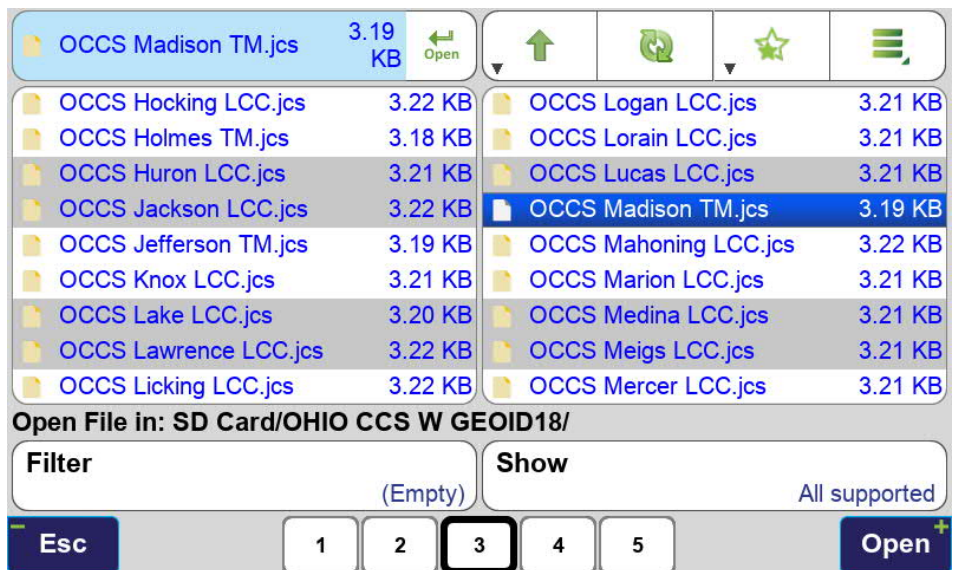 OCCS Madison TM.jcs 3.19 KB Open
OCCS Hocking LCC.jcs 3.22 KB
OCCS Holmes TM.jcs 3.18 KB
OCCS Huron LCC.jcs 3.21 KB
OCCS Jackson LCC.jcs 3.22 KB
OCCS Jefferson TM.jcs 3.19 KB
OCCS Knox LCC.jcs 3.21 KB
OCCS Lake LCC.jcs 3.20 KB
OCCS Lawrence LCC.jcs 3.22 KB
OCCS Licking LCC.jcs 3.22 KB
OCCS Logan LCC.jcs 3.21 KB
OCCS Lorain LCC.jcs 3.21 KB
OCCS Lucas LCC.jcs 3.21 KB
OCCS Madison TM.jcs 3.19 KB
OCCS Mahoning LCC.jcs 3.22 KB
OCCS Marion LCC.jcs 3.21 KB
OCCS Medina LCC.jcs 3.21 KB
OCCS Meigs LCC.jcs 3.21 KB
OCCS Mercer LCC.jcs 3.21 KB
Open File in: SD Card/OHIO CCS W GEOID18/
Filter
(Empty)
Show
All supported
Esc 1 2 3 4 5 Open